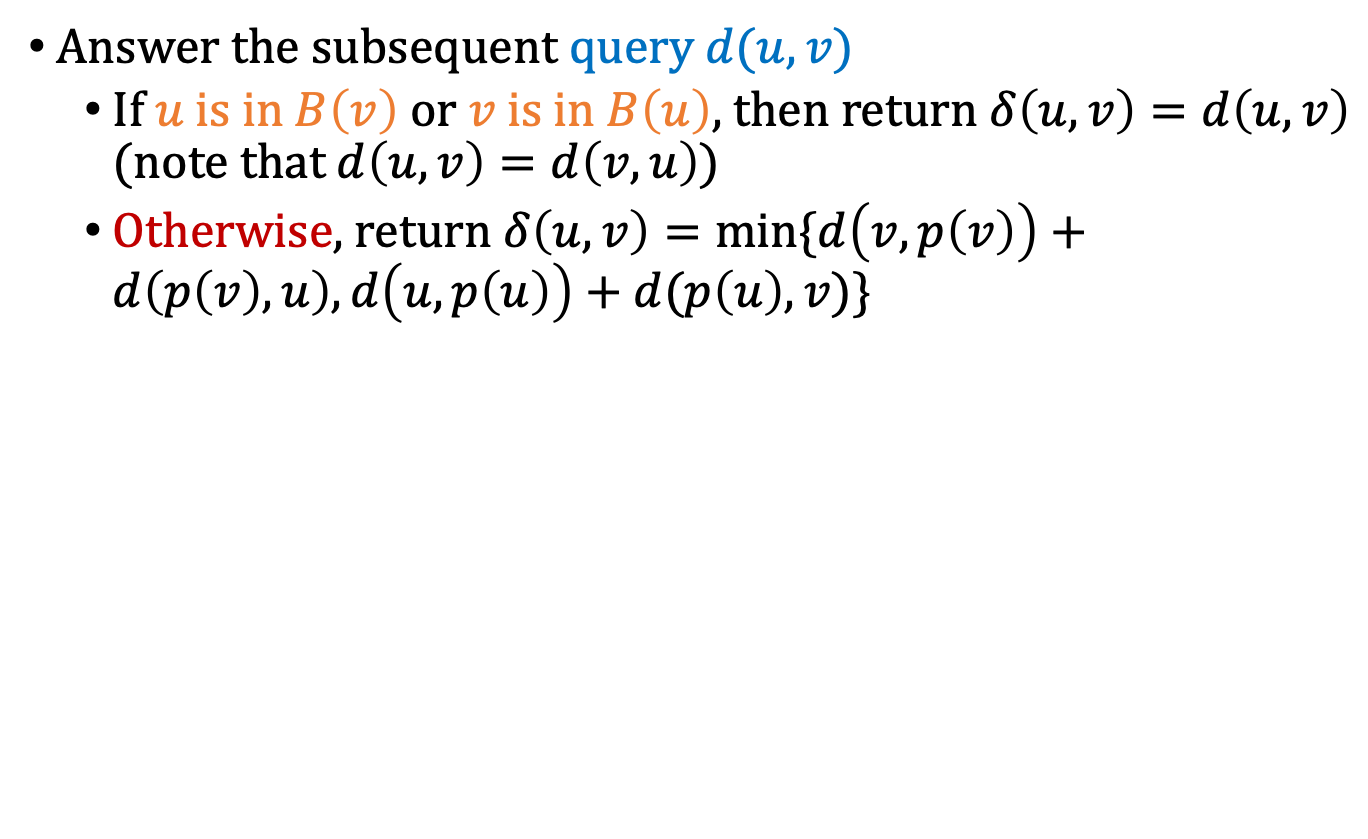 • Answer the subsequent query d(u, v)
• If u is in B(v) or v is in B(u), then return δ(u, v) = d(u, v)
(note that d(u, v) = d(v, u))
• Otherwise, return δ(u, v) = min{d(v, p(v)) +
d(p(v), u), d(u, p(u)) + d(p(u), v)}